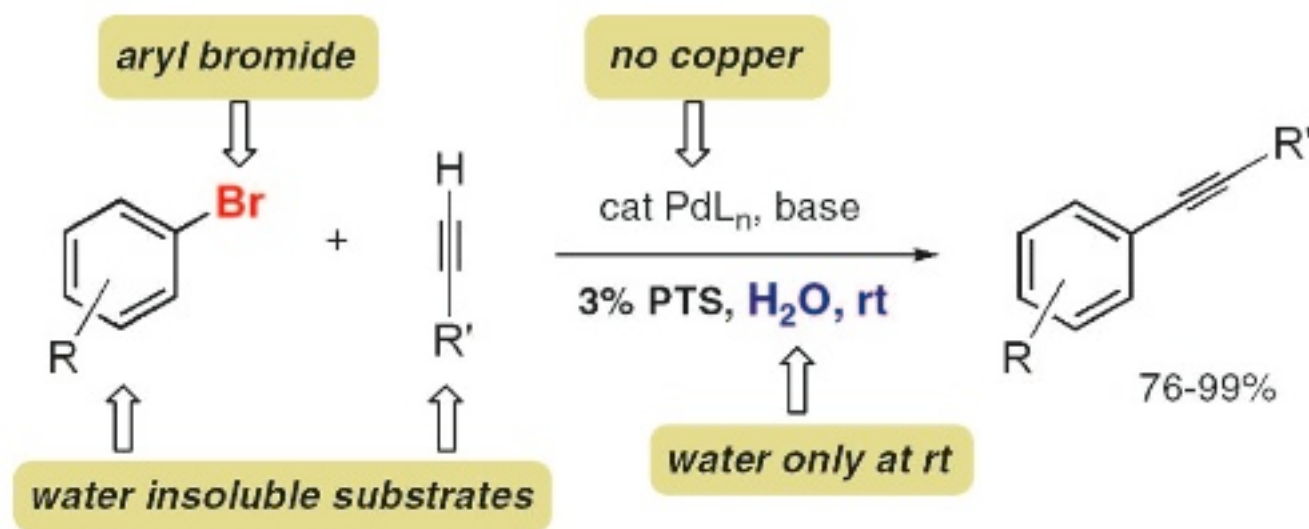 aryl bromide
no copper
Br
H
R'
+
cat PdLn, base
3% PTS, H2O, rt
R
R'
R
76-99%
water insoluble substrates
water only at rt